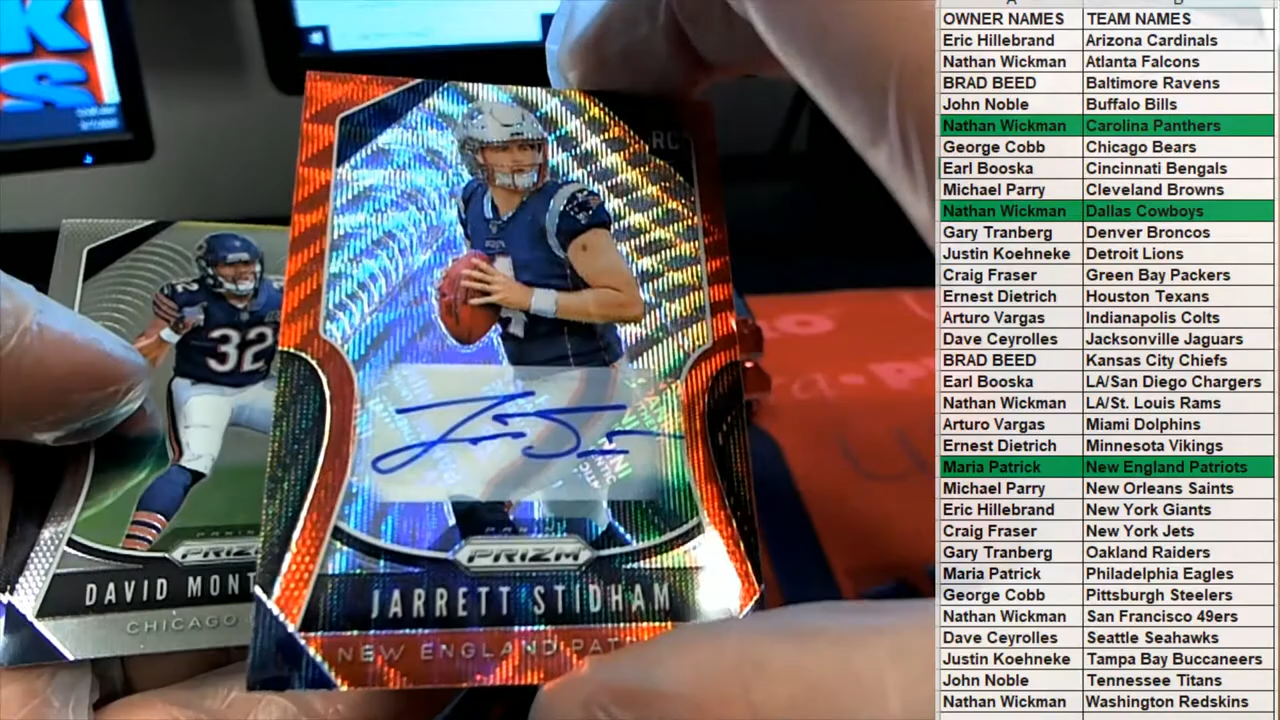 KS
S
RC
32
4
DAVID MONT
CHICAGO
PRIZM
JARRETT STIDHAM
NEW ENGLAND PAT
OWNER NAMES TEAM NAMES
Eric Hillebrand Arizona Cardinals
Nathan Wickman Atlanta Falcons
BRAD BEED Baltimore Ravens
John Noble Buffalo Bills
Nathan Wickman Carolina Panthers
George Cobb Chicago Bears
Earl Booska Cincinnati Bengals
Michael Parry Cleveland Browns
Nathan Wickman Dallas Cowboys
Gary Tranberg Denver Broncos
Justin Koehneke Detroit Lions
Craig Fraser Green Bay Packers
Ernest Dietrich Houston Texans
Arturo Vargas Indianapolis Colts
Dave Ceyrolles Jacksonville Jaguars
BRAD BEED Kansas City Chiefs
Earl Booska LA/San Diego Chargers
Nathan Wickman LA/St. Louis Rams
Arturo Vargas Miami Dolphins
Ernest Dietrich Minnesota Vikings
Maria Patrick New England Patriots
Michael Parry New Orleans Saints
Eric Hillebrand New York Giants
Craig Fraser New York Jets
Gary Tranberg Oakland Raiders
Maria Patrick Philadelphia Eagles
George Cobb Pittsburgh Steelers
Nathan Wickman San Francisco 49ers
Dave Ceyrolles Seattle Seahawks
Justin Koehneke Tampa Bay Buccaneers
John Noble Tennessee Titans
Nathan Wickman Washington Redskins